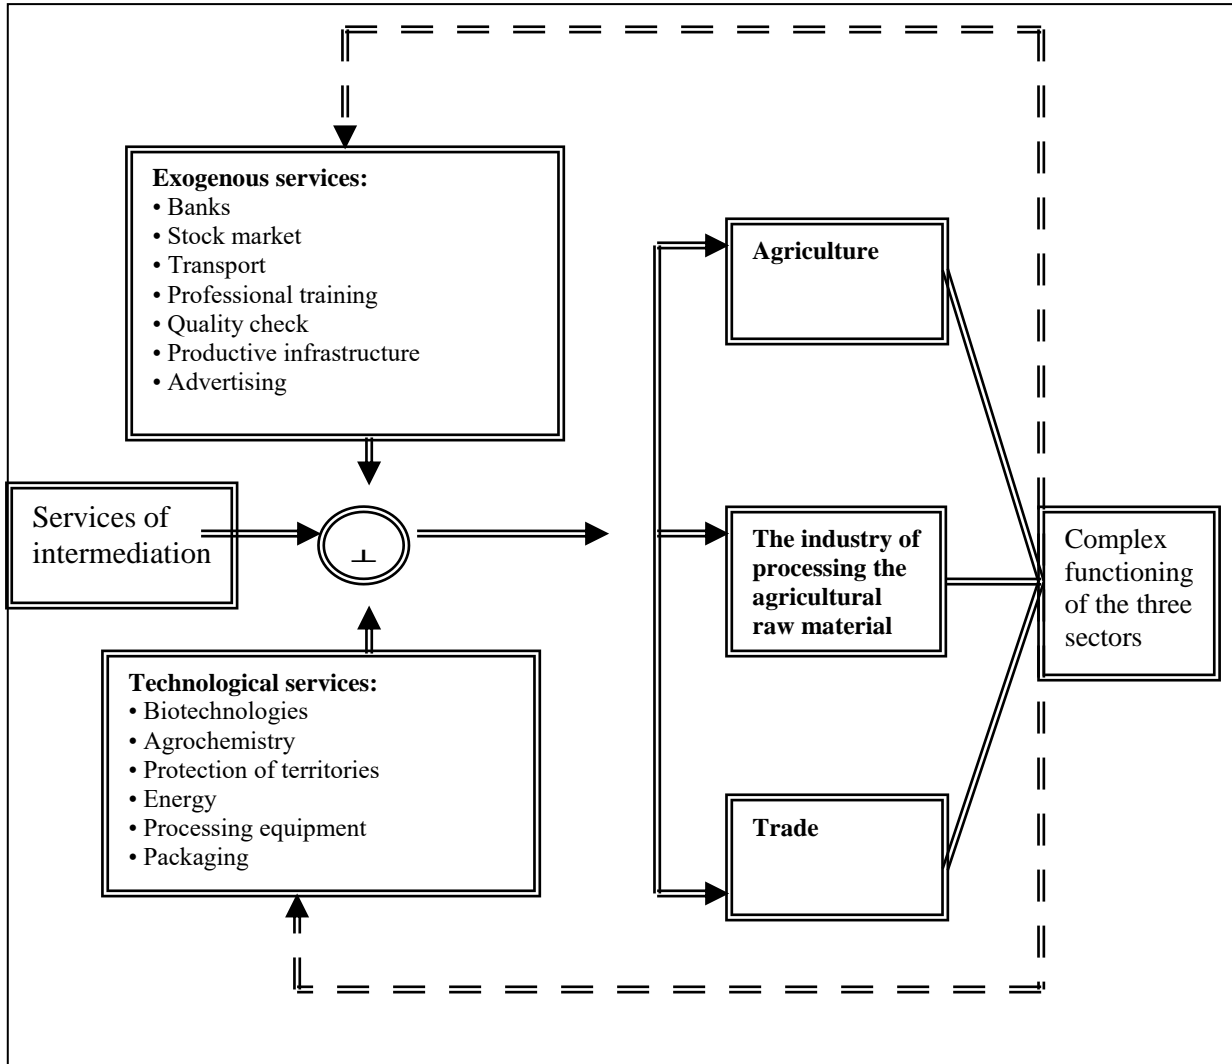 Exogenous services:
• Banks
• Stock market
• Transport
• Professional training
• Quality check
• Productive infrastructure
• Advertising
Services of
intermediation
⊥
Technological services:
• Biotechnologies
• Agrochemistry
• Protection of territories
• Energy
• Processing equipment
• Packaging
Agriculture
The industry of
processing the
agricultural
raw material
Trade
Complex
functioning
of the three
sectors